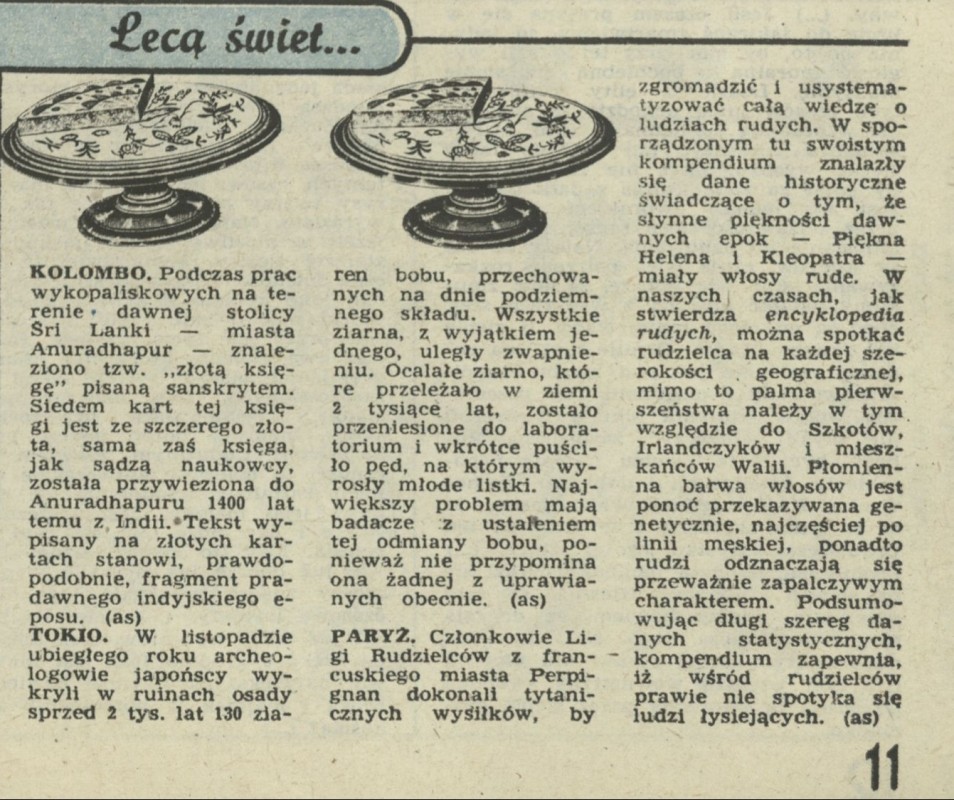 Lecą świet...
KOLOMBO. Podczas prac
wykopaliskowych na te-
renie dawnej stolicy
Sri Lanki — miasta
Anuradhapur — znale-
ziono tzw. „złotą księ-
gę” pisaną sanskrytem.
Siedem kart tej księ-
gi jest ze szczerego zło-
ta, sama zaś księga,
jak sądzą naukowcy,
została przywieziona do
Anuradhapuru 1400 lat
temu z Indii. Tekst wy-
pisany na złotych kar-
tach stanowi, prawdo-
podobnie, fragment pra-
dawnego indyjskiego e-
posu. (as)
TOKIO. W listopadzie
ubiegłego roku archeo-
logowie japońscy wy-
kryli w ruinach osady
sprzed 2 tys. lat 130 zia-
ren bobu, przechowa-
nych na dnie podziem-
nego składu. Wszystkie
ziarna, z wyjątkiem je-
dnego, uległy zwapnie-
niu. Ocalałe ziarno, któ-
re przeleżało w ziemi
2 tysiące lat, zostało
przeniesione do labora-
torium i wkrótce puści-
ło pęd, na którym wy-
rosły młode listki. Naj-
większy problem mają
badacze z ustaleniem
tej odmiany bobu, po-
nieważ nie przypomina
ona żadnej z uprawia-
nych obecnie. (as)
PARYŻ. Członkowie Li-
gi Rudzielców z fran-
cuskiego miasta Perpi-
gnan dokonali tytani-
cznych wysiłków, by
zgromadzić i usystema-
tyzować całą wiedzę o
ludziach rudych. W spo-
rządzonym tu swoistym
kompendium znalazły
się dane historyczne
świadczące o tym, że
słynne piękności daw-
nych epok — Piękna
Helena i Kleopatra —
miały włosy rude. W
naszych czasach, jak
stwierdza encyklopedia
rudych, można spotkać
rudzielca na każdej sze-
rokości geograficznej,
mimo to palma pierw-
szeństwa należy w tym
względzie do Szkotów,
Irlandczyków i miesz-
kańców Walii. Płomien-
na barwa włosów jest
ponoć przekazywana ge-
netycznie, najczęściej po
linii męskiej, ponadto
rudzi odznaczają się
przeważnie zapalczywym
charakterem. Podsumo-
wując długi szereg da-
nych statystycznych,
kompendium zapewnia,
iż wśród rudzielców
prawie nie spotyka się
ludzi łysiejących. (as)
11